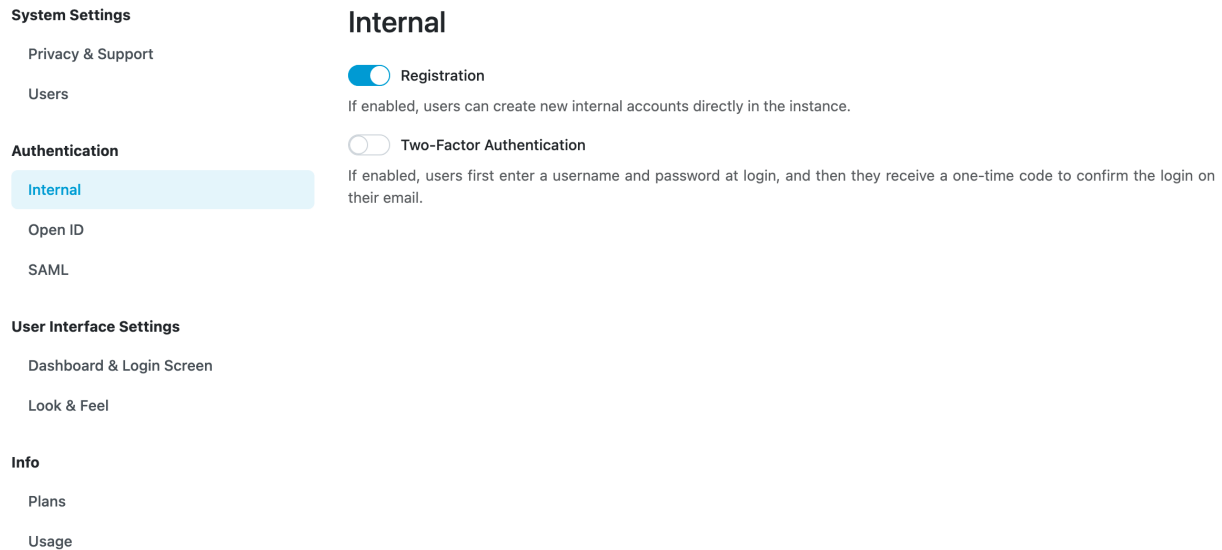 System Settings
Privacy & Support
Users
Authentication
Internal
Open ID
SAML
User Interface Settings
Dashboard & Login Screen
Look & Feel
Info
Plans
Usage
Internal
Registration
If enabled, users can create new internal accounts directly in the instance.
Two-Factor Authentication
If enabled, users first enter a username and password at login, and then they receive a one-time code to confirm the login on
their email.